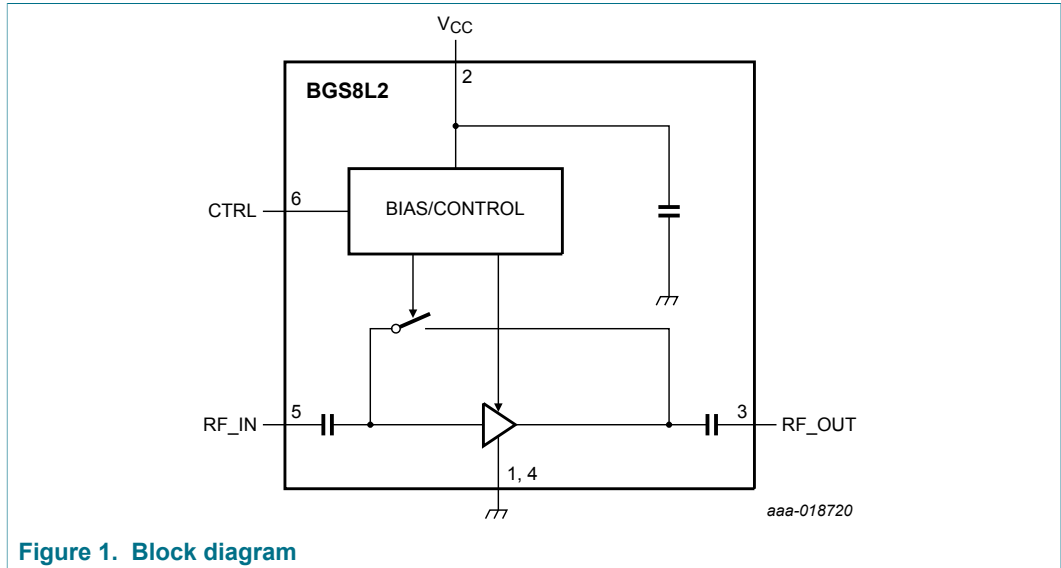 VCC
2
BGS8L2
CTRL
6
BIAS/CONTROL
RF_IN
5
3
RF_OUT
1, 4
aaa-018720
Figure 1. Block diagram